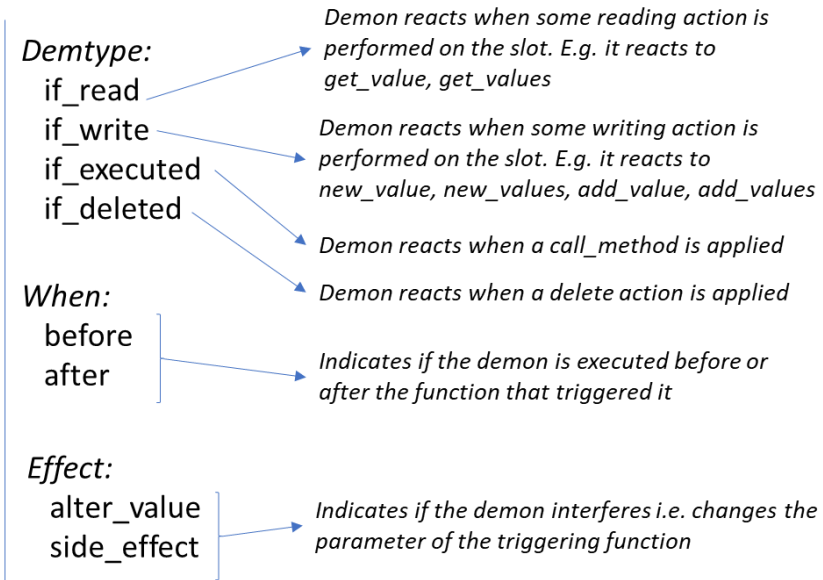 Demtype:
if_read
if_write
if_executed
if_deleted
Demon reacts when some reading action is
performed on the slot. E.g. it reacts to
get_value, get_values
Demon reacts when some writing action is
performed on the slot. E.g. it reacts to
new_value, new_values, add_value, add_values
Demon reacts when a call_method is applied
Demon reacts when a delete action is applied
When:
before
after
Indicates if the demon is executed before or
after the function that triggered it
Effect:
alter_value
side_effect
Indicates if the demon interferes i.e. changes the
parameter of the triggering function